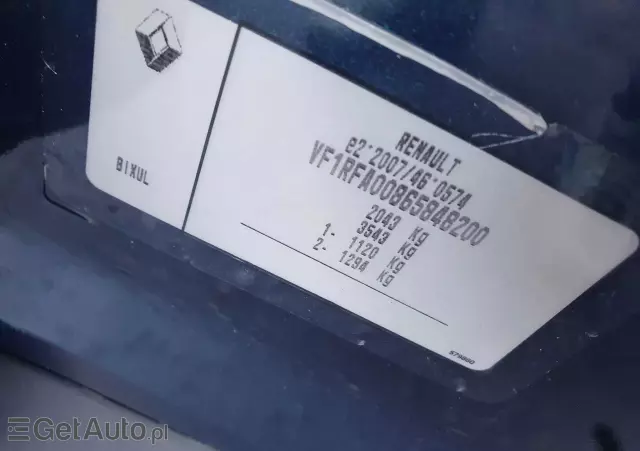 BIXUL
RENAULT
e2*2007/46*0574
VF1RFA00865848200
2043 Kg
3543 Kg
1- 1120 Kg
2- 1294 Kg
GetAuto.pl